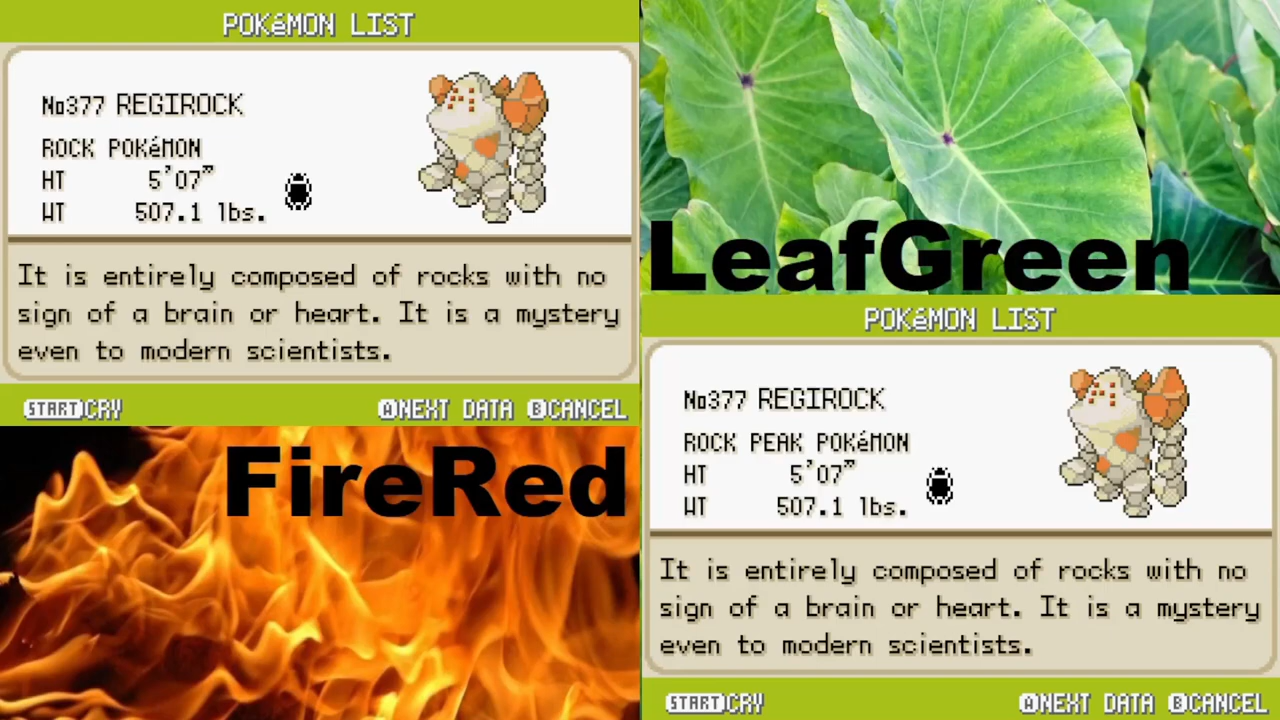 POKéMON LIST
No377 REGIROCK
ROCK POKéMON
HT 5'07"
WT 507.1 lbs.
It is entirely composed of rocks with no
sign of a brain or heart. It is a mystery
even to modern scientists.
START CRY
A NEXT DATA B CANCEL
FireRed
LeafGreen
POKéMON LIST
No377 REGIROCK
ROCK PEAK POKéMON
HT 5'07"
WT 507.1 lbs.
It is entirely composed of rocks with no
sign of a brain or heart. It is a mystery
even to modern scientists.
START CRY
A NEXT DATA B CANCEL